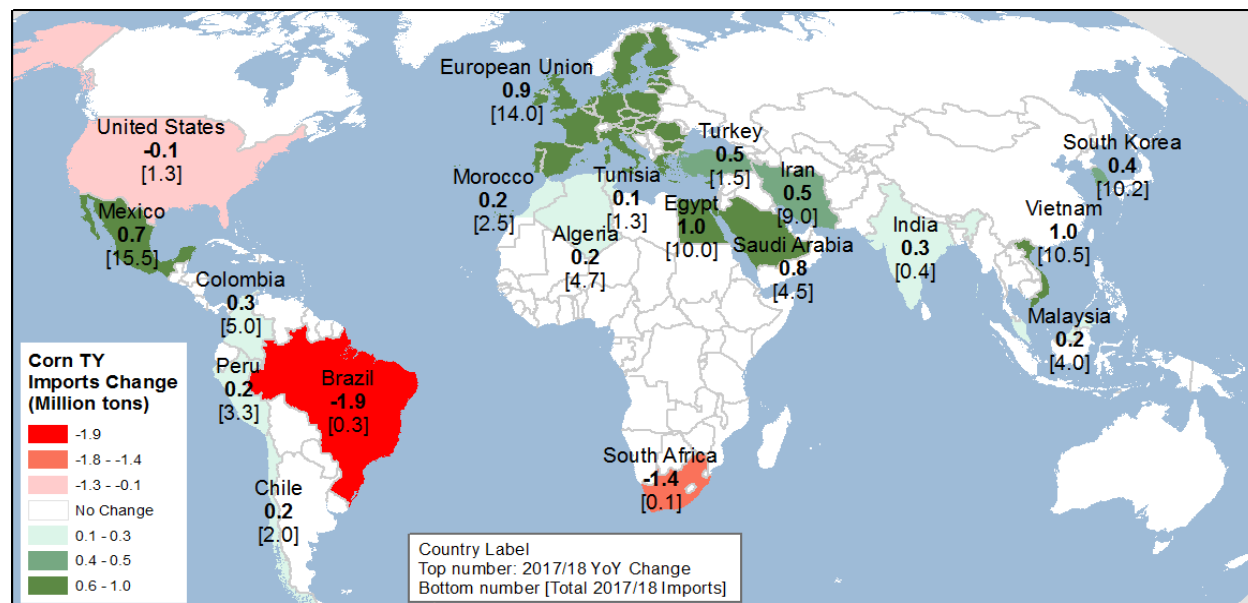 European Union
0.9
[14.0]
United States
-0.1
[1.3]
Turkey
0.5
[1.5]
South Korea
0.4
[10.2]
Morocco
0.2
[2.5]
Tunisia
0.1
[1.3]
Iran
0.5
[9.0]
Mexico
0.7
[15.5]
Algeria
0.2
[4.7]
Egypt
1.0
[10.0]
Saudi Arabia
0.8
[4.5]
India
0.3
[0.4]
Vietnam
1.0
[10.5]
Colombia
0.3
[5.0]
Malaysia
0.2
[4.0]
Peru
0.2
[3.3]
Brazil
-1.9
[0.3]
South Africa
-1.4
[0.1]
Chile
0.2
[2.0]
Corn TY
Imports Change
(Million tons)
-1.9
-1.8 - -1.4
-1.3 - -0.1
No Change
0.1 - 0.3
0.4 - 0.5
0.6 - 1.0
Country Label
Top number: 2017/18 YoY Change
Bottom number [Total 2017/18 Imports]